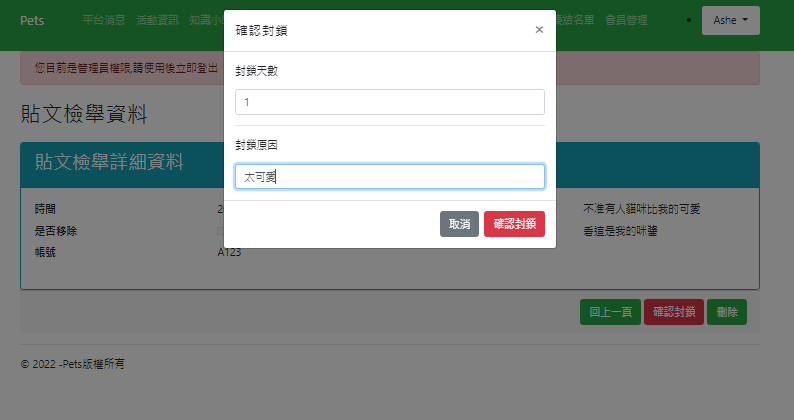 Pets 平台消息 活動資訊 知識小 凍結名單 會員管理 Ashe
您目前是管理員權限,請使用後立即登出
確認封鎖 ×
封鎖天數
1
封鎖原因
太可愛
取消 確認封鎖
貼文檢舉資料
貼文檢舉詳細資料
時間 2 不准有人貓咪比我的可愛
是否移除 看這是我的咪醬
帳號 A123
回上一頁 確認封鎖 刪除
© 2022 -Pets版權所有